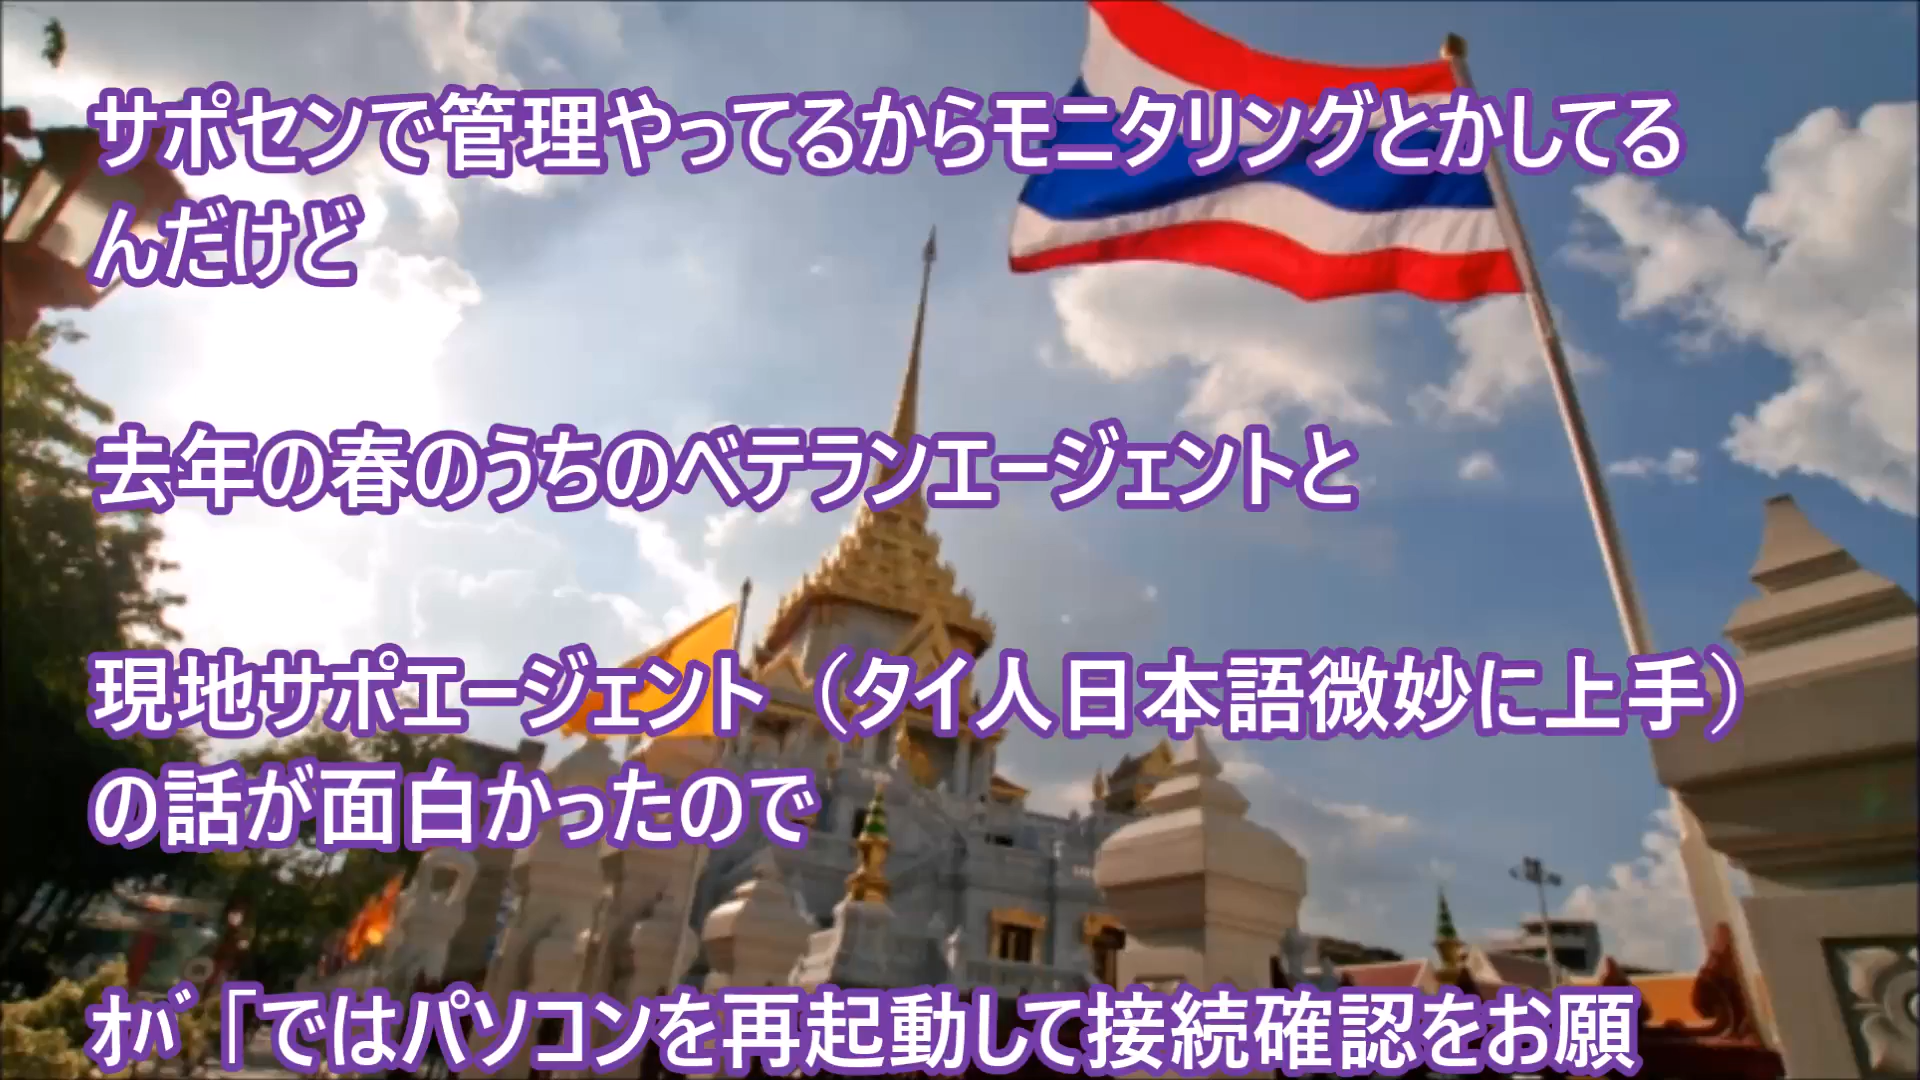 サポセンで管理やってるからモニタリングとかしてる
んだけど
去年の春のうちのベテランエージェントと
現地サポエージェント（タイ人日本語微妙に上手）
の話が面白かったので
ｵﾊﾞ「ではパソコンを再起動して接続確認をお願